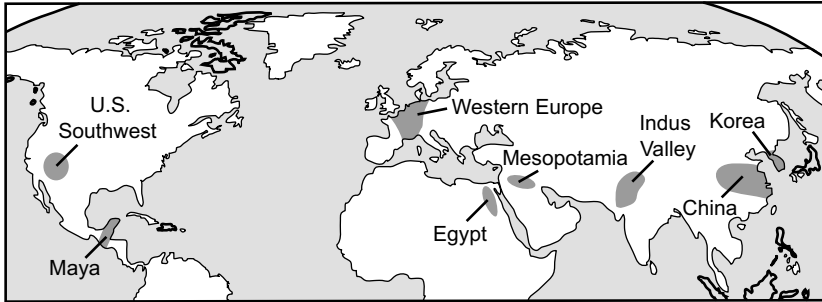 U.S.
Southwest
Western Europe
Indus
Valley
Korea
Mesopotamia
China
Egypt
Maya